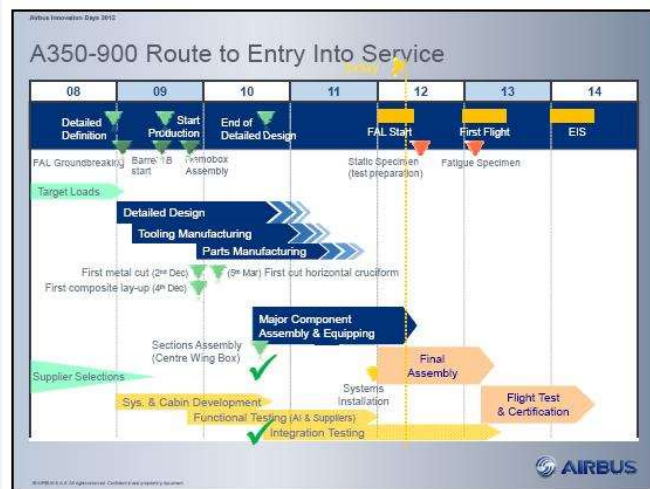 Airbus Innovation Days 2012
A350-900 Route to Entry Into Service
08 09 10 11 12 13 14
Detailed
Definition
Start
Production
End of
Detailed Design
FAL Start
First Flight
EIS
FAL Groundbreaking
start
Assembly
Static Specimen
(test preparation)
Fatigue Specimen
Target Loads
Detailed Design
Tooling Manufacturing
Parts Manufacturing
First metal cut (2nd Dec)
(5th Mar) First cut horizontal cruciform
First composite lay-up (4th Dec)
Major Component
Assembly & Equipping
Sections Assembly
(Centre Wing Box)
Final
Assembly
Supplier Selections
Systems
Installation
Flight Test
& Certification
Sys. & Cabin Development
Functional Testing (AI & Suppliers)
Integration Testing
AIRBUS